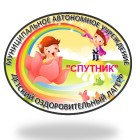 МУНИЦИПАЛЬНОЕ АВТОНОМНОЕ УЧРЕЖДЕНИЕ
"СПУТНИК"
ДЕТСКИЙ ОЗДОРОВИТЕЛЬНЫЙ ЛАГЕРЬ